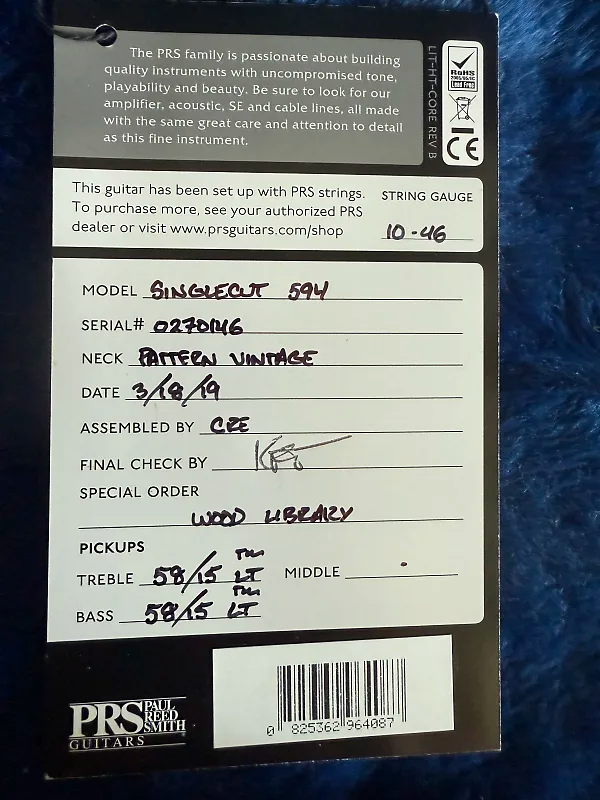 The PRS family is passionate about building
quality instruments with uncompromised tone,
playability and beauty. Be sure to look for our
amplifier, acoustic, SE and cable lines, all made
with the same great care and attention to detail
as this fine instrument.
LIT-HT-CORE REV B
RoHS
2002/95/EC
Lead Free
CE
This guitar has been set up with PRS strings.
To purchase more, see your authorized PRS
dealer or visit www.prsguitars.com/shop
STRING GAUGE
10-46
MODEL SINGLECUT 594
SERIAL# 0270146
NECK PATTERN VINTAGE
DATE 3/18/19
ASSEMBLED BY CRE
FINAL CHECK BY
SPECIAL ORDER
WOOD LIBRARY
PICKUPS
TREBLE 58/15 LT TM MIDDLE
BASS 58/15 LT TM
PRS PAUL REED SMITH
GUITARS
0 825362 964087